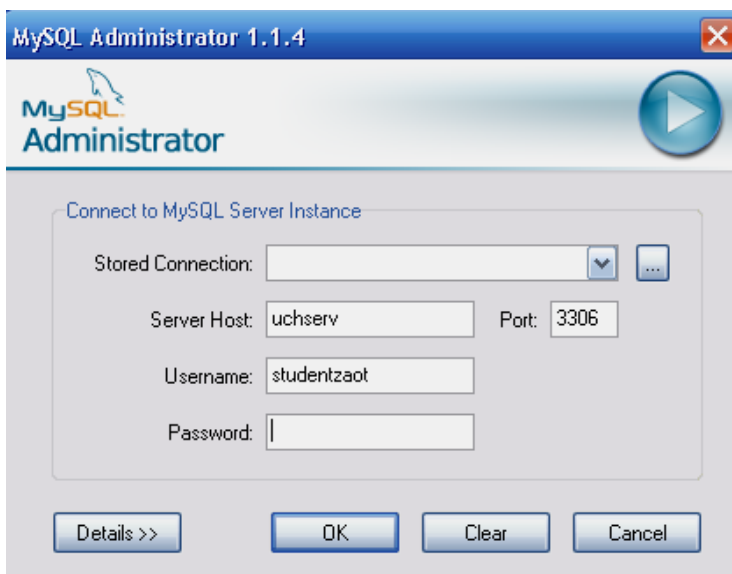 MySQL Administrator 1.1.4
MySQL
Administrator
Connect to MySQL Server Instance
Stored Connection: ...
Server Host: uchserv Port: 3306
Username: studentzaot
Password:
Details >> OK Clear Cancel